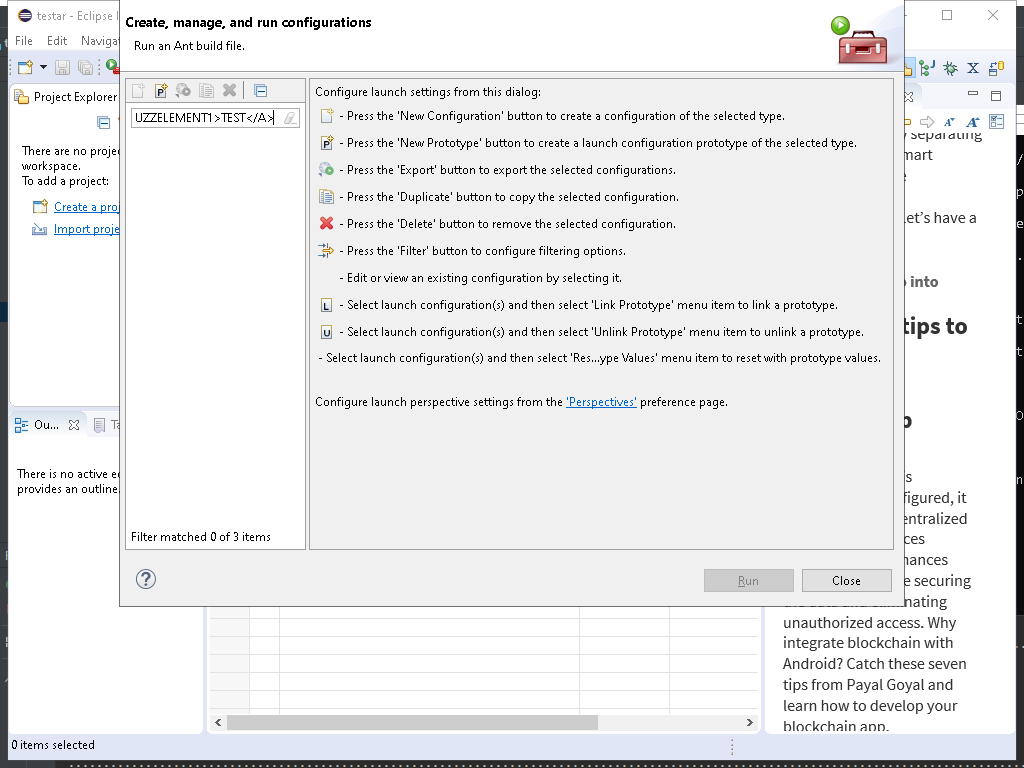 testar - Eclipse I
Create, manage, and run configurations
File Edit Navigat
Run an Ant build file.
Project Explorer
UZZELEMENT1>TEST</A>
There are no proje
workspace.
To add a project:
Create a proj
Import proje
Configure launch settings from this dialog:
- Press the 'New Configuration' button to create a configuration of the selected type.
P - Press the 'New Prototype' button to create a launch configuration prototype of the selected type.
- Press the 'Export' button to export the selected configurations.
- Press the 'Duplicate' button to copy the selected configuration.
- Press the 'Delete' button to remove the selected configuration.
- Press the 'Filter' button to configure filtering options.
- Edit or view an existing configuration by selecting it.
L - Select launch configuration(s) and then select 'Link Prototype' menu item to link a prototype.
U - Select launch configuration(s) and then select 'Unlink Prototype' menu item to unlink a prototype.
- Select launch configuration(s) and then select 'Res...ype Values' menu item to reset with prototype values.
Configure launch perspective settings from the 'Perspectives' preference page.
Ou...
Ta
There is no active e
provides an outline.
Filter matched 0 of 3 items
?
Run
Close
y separating
mart
e
Let's have a
into
tips to
p
s
figured, it
entralized
ces
nances
e securing
unauthorized access. Why
integrate blockchain with
Android? Catch these seven
tips from Payal Goyal and
learn how to develop your
blockchain app.
0 items selected